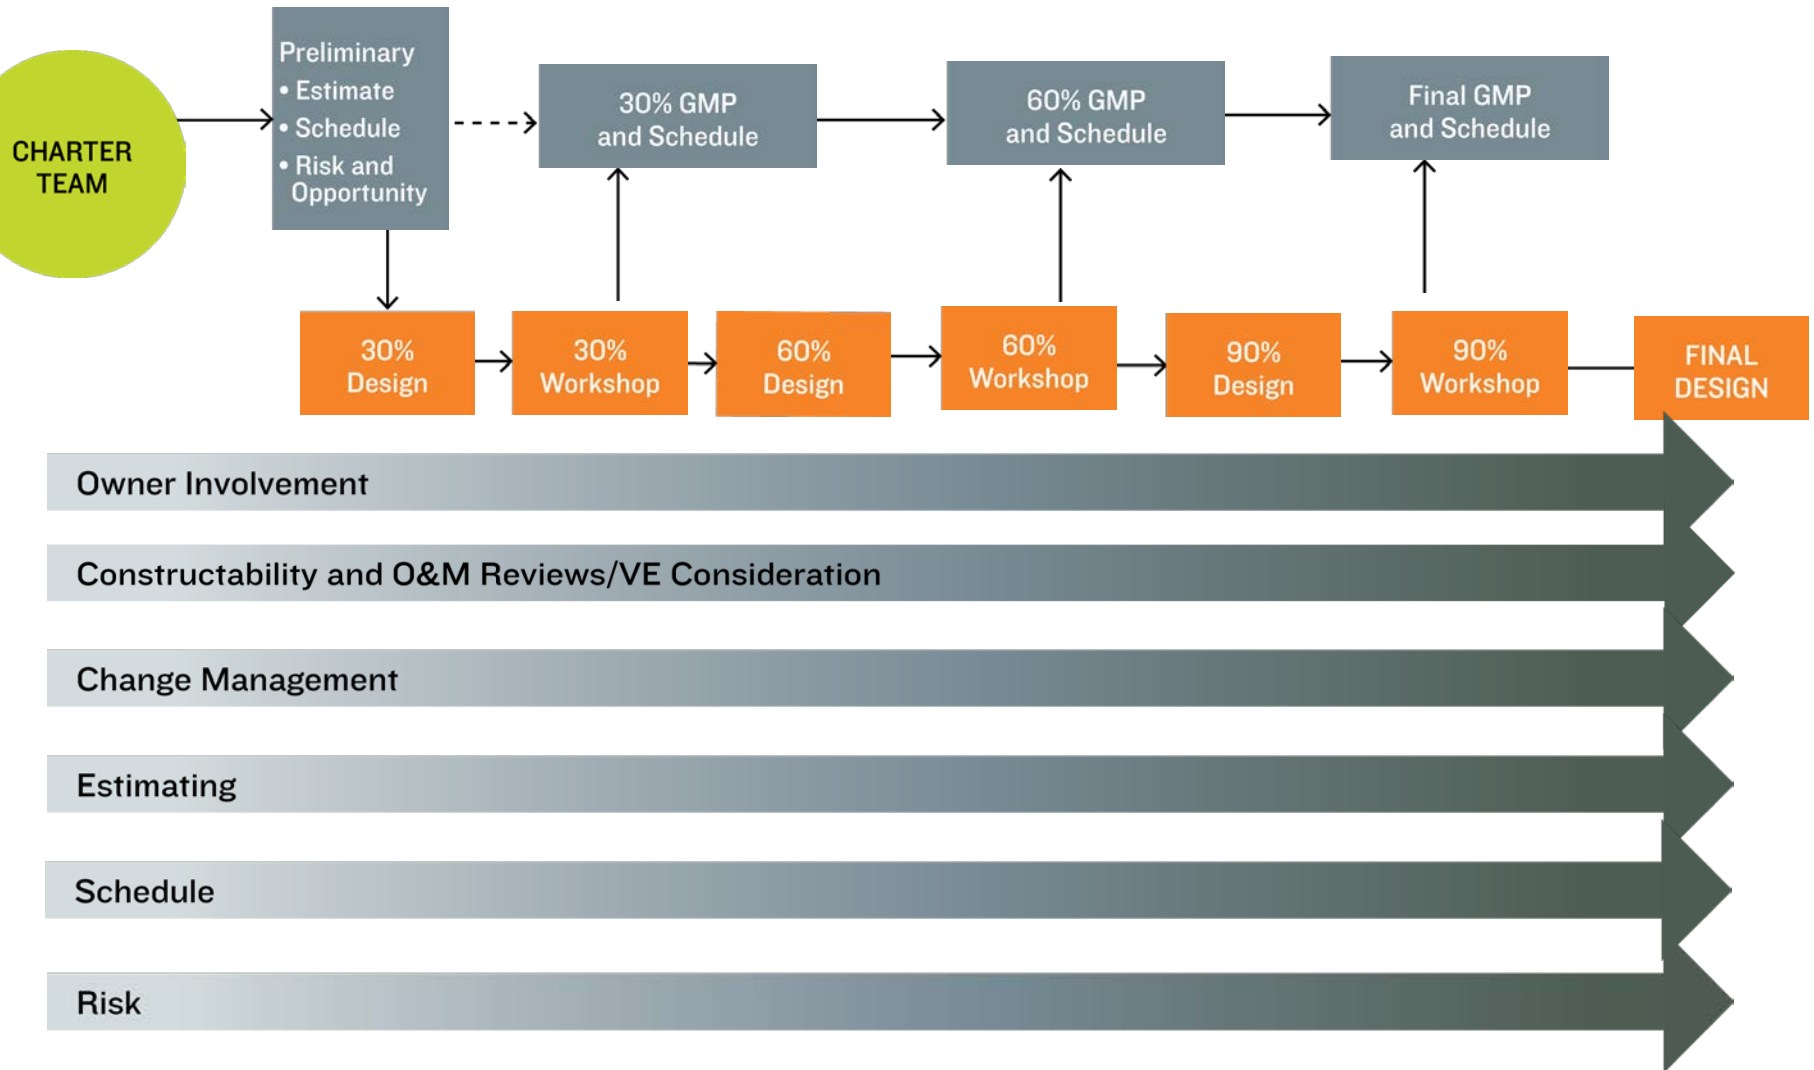 CHARTER
TEAM
Preliminary
• Estimate
• Schedule
• Risk and
Opportunity
30% GMP
and Schedule
60% GMP
and Schedule
Final GMP
and Schedule
30%
Design
30%
Workshop
60%
Design
60%
Workshop
90%
Design
90%
Workshop
FINAL
DESIGN
Owner Involvement
Constructability and O&M Reviews/VE Consideration
Change Management
Estimating
Schedule
Risk